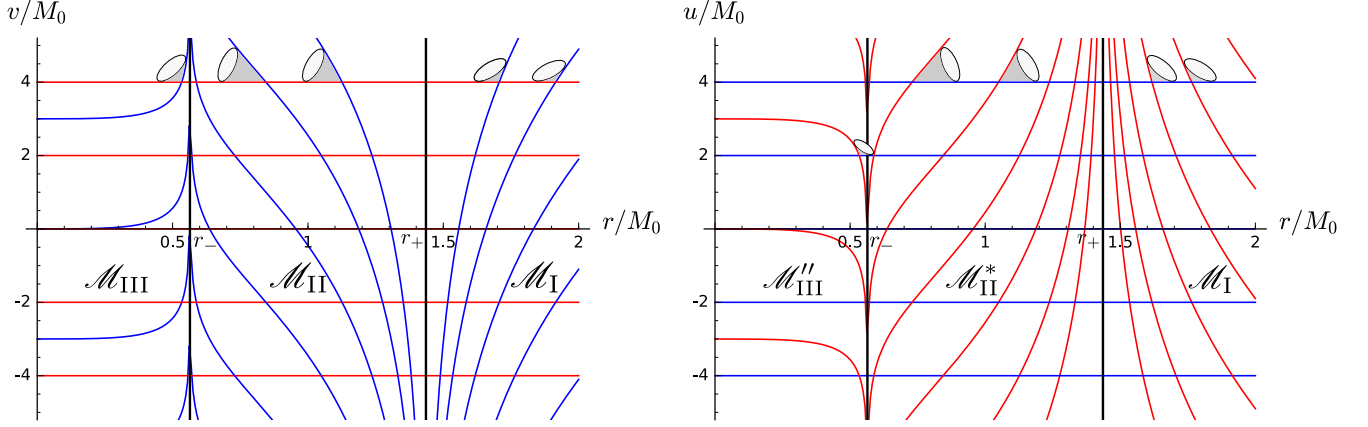 v/M₀
4
2
0.5
r₋
1
r₊
1.5
2
r/M₀
ℳ_III
ℳ_II
ℳ_I
-2
-4
u/M₀
4
2
0.5
r₋
1
r₊
1.5
2
r/M₀
ℳ″_III
ℳ*_II
ℳ_I
-2
-4